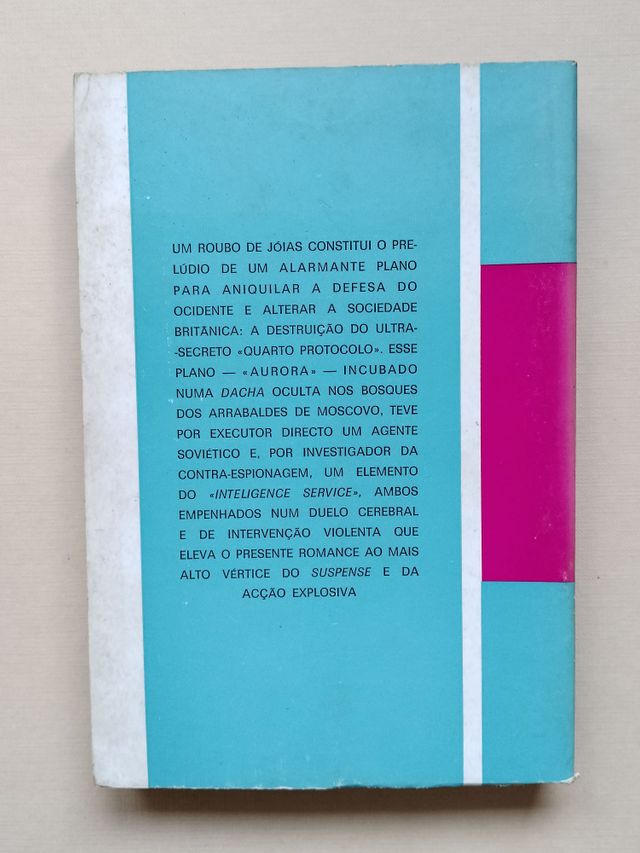 UM ROUBO DE JÓIAS CONSTITUI O PRE-
LÚDIO DE UM ALARMANTE PLANO
PARA ANIQUILAR A DEFESA DO
OCIDENTE E ALTERAR A SOCIEDADE
BRITÂNICA: A DESTRUIÇÃO DO ULTRA-
-SECRETO «QUARTO PROTOCOLO». ESSE
PLANO — «AURORA» — INCUBADO
NUMA DACHA OCULTA NOS BOSQUES
DOS ARRABALDES DE MOSCOVO, TEVE
POR EXECUTOR DIRECTO UM AGENTE
SOVIÉTICO E, POR INVESTIGADOR DA
CONTRA-ESPIONAGEM, UM ELEMENTO
DO «INTELIGENCE SERVICE», AMBOS
EMPENHADOS NUM DUELO CEREBRAL
E DE INTERVENÇÃO VIOLENTA QUE
ELEVA O PRESENTE ROMANCE AO MAIS
ALTO VÉRTICE DO SUSPENSE E DA
ACÇÃO EXPLOSIVA